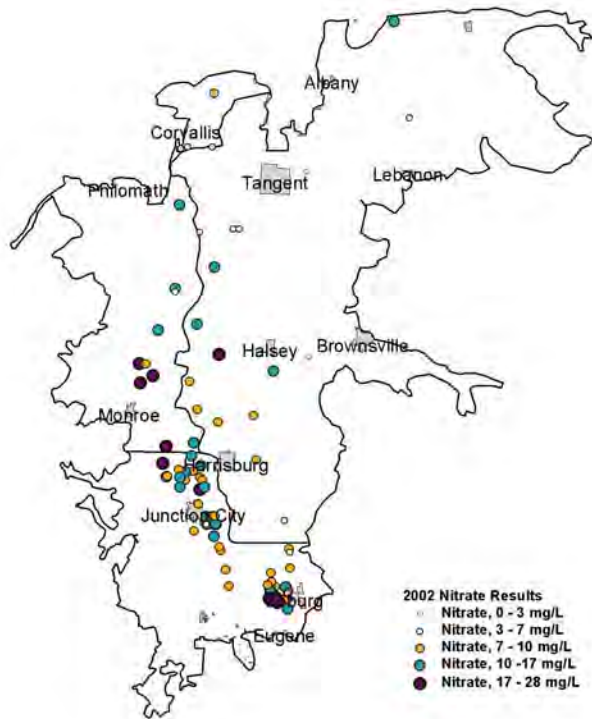 Albany
Corvallis
Tangent
Lebanon
Philomath
Halsey
Brownsville
Monroe
Harrisburg
Junction City
burg
Eugene
2002 Nitrate Results
Nitrate, 0 - 3 mg/L
Nitrate, 3 - 7 mg/L
Nitrate, 7 - 10 mg/L
Nitrate, 10 -17 mg/L
Nitrate, 17 - 28 mg/L